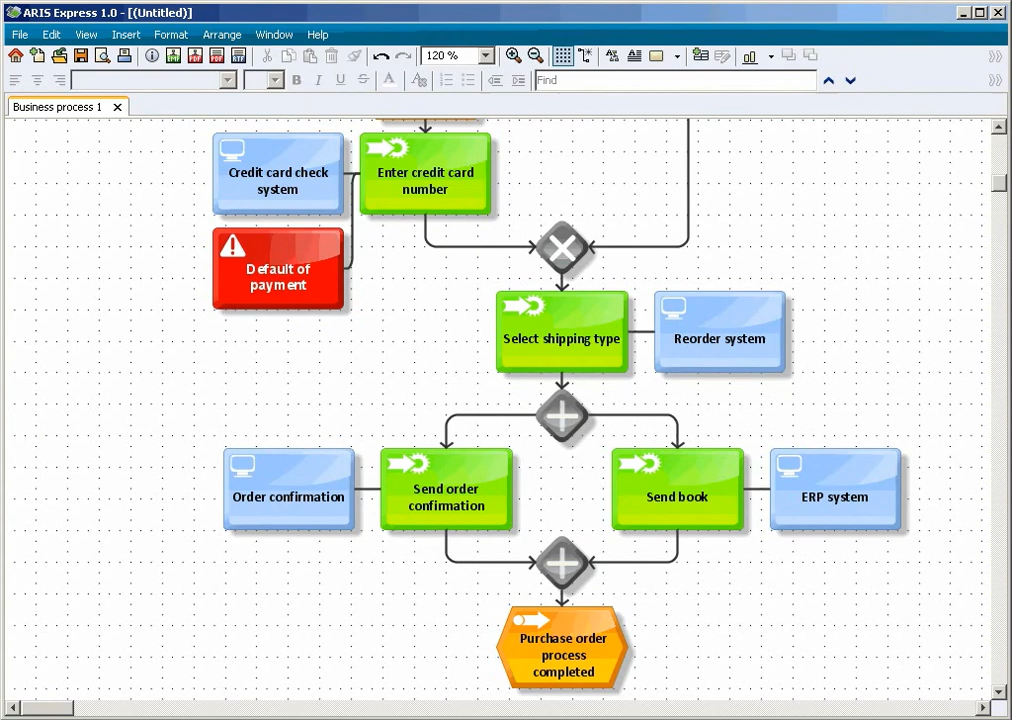 ARIS Express 1.0 - [(Untitled)]
File Edit View Insert Format Arrange Window Help
120 %
Find
Business process 1
Credit card check
system
Enter credit card
number
Default of
payment
Select shipping type
Reorder system
Order confirmation
Send order
confirmation
Send book
ERP system
Purchase order
process
completed